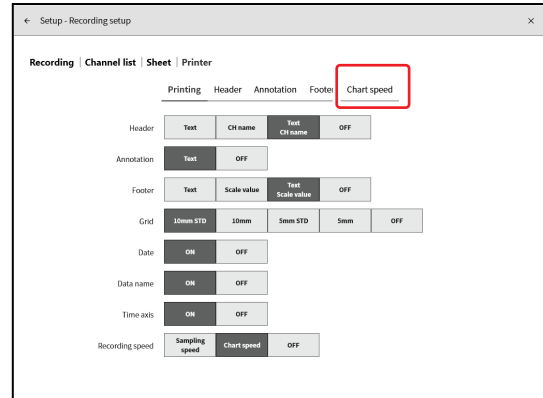 ← Setup - Recording setup ×
Recording | Channel list | Sheet | Printer
Printing Header Annotation Footer Chart speed
Header Text CH name Text CH name OFF
Annotation Text OFF
Footer Text Scale value Text Scale value OFF
Grid 10mm STD 10mm 5mm STD 5mm OFF
Date ON OFF
Data name ON OFF
Time axis ON OFF
Recording speed Sampling speed Chart speed OFF